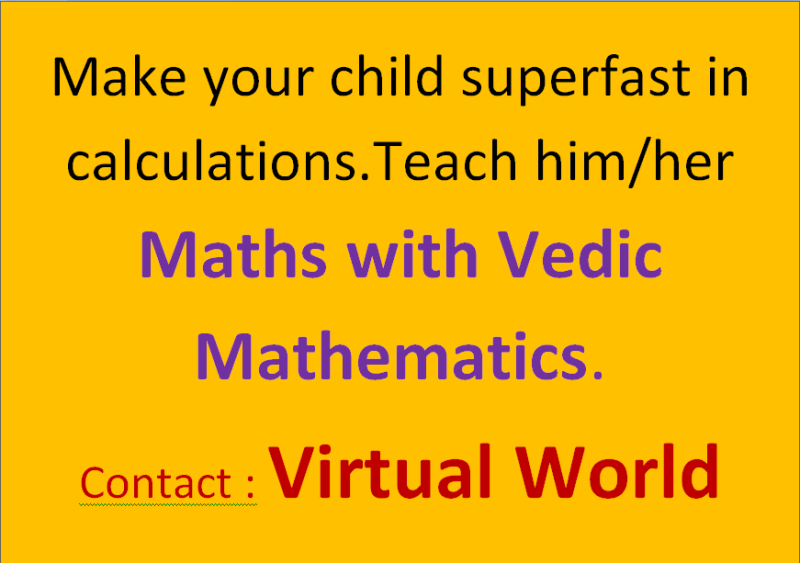 Make your child superfast in
calculations.Teach him/her
Maths with Vedic
Mathematics.
Contact : Virtual World